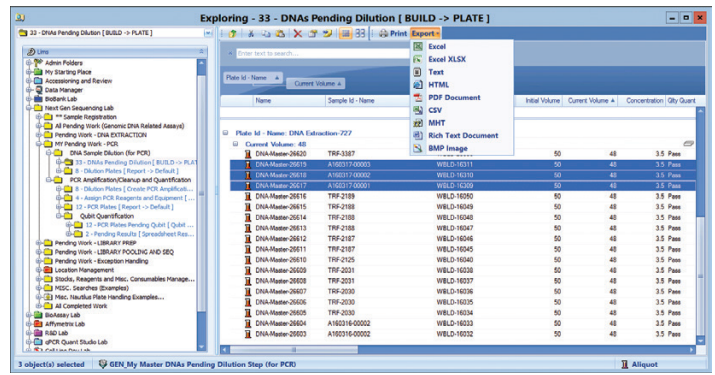 Exploring - 33 - DNAs Pending Dilution [ BUILD -> PLATE ]
33 - DNAs Pending Dilution [BUILD -> PLATE ]
Print Export
Lims
Admin Folders
My Starting Place
Accessioning and Review
Data Manager
BioBank Lab
Next Gen Sequencing Lab
** Sample Registration
All Pending Work (Genomic DNA Related Assays)
Pending Work - DNA EXTRACTION
MY Pending Work - PCR
DNA Sample Dilution (for PCR)
33 - DNAs Pending Dilution [ BUILD -> PLAT
8 - Dilution Plates [ Report -> Default ]
PCR Amplification/Cleanup and Quantification
8 - Dilution Plates [ Create PCR Amplificati...
4 - Assign PCR Reagents and Equipment [ ...
12 - PCR Plates [ Report -> Default ]
Qubit Quantification
12 - PCR Plates Pending Qubit [ Qubit ...
2 - Pending Results [ Spreadsheet Res...
Pending Work - LIBRARY PREP
Pending Work - LIBRARY POOLING AND SEQ
Pending Work - Exception Handling
Location Management
Stocks, Reagents and Misc. Consumables Manage...
MISC. Searches (Examples)
Misc. Nautilus Plate Handling Examples...
All Completed Work
BioAssay Lab
Affymetrix Lab
R&D Lab
qPCR Quant Studio Lab
Enter text to search...
Plate Id - Name
Current Volume
Excel
Excel XLSX
Text
HTML
PDF Document
CSV
MHT
Rich Text Document
BMP Image
Name Sample Id - Name Initial Volume Current Volume Concentration Qlty Quant
Plate Id - Name: DNA Extraction-727
Current Volume: 48
DNA-Master-26620 TRF-3387 50 48 3.5 Pass
DNA-Master-26619 A160317-00003 WBLD-16311 50 48 3.5 Pass
DNA-Master-26618 A160317-00002 WBLD-16310 50 48 3.5 Pass
DNA-Master-26617 A160317-00001 WBLD-16309 50 48 3.5 Pass
DNA-Master-26616 TRF-2189 WBLD-16050 50 48 3.5 Pass
DNA-Master-26615 TRF-2188 WBLD-16049 50 48 3.5 Pass
DNA-Master-26614 TRF-2188 WBLD-16048 50 48 3.5 Pass
DNA-Master-26613 TRF-2188 WBLD-16047 50 48 3.5 Pass
DNA-Master-26612 TRF-2187 WBLD-16046 50 48 3.5 Pass
DNA-Master-26611 TRF-2187 WBLD-16045 50 48 3.5 Pass
DNA-Master-26610 TRF-2125 WBLD-16040 50 48 3.5 Pass
DNA-Master-26609 TRF-2031 WBLD-16038 50 48 3.5 Pass
DNA-Master-26608 TRF-2031 WBLD-16037 50 48 3.5 Pass
DNA-Master-26607 TRF-2030 WBLD-16036 50 48 3.5 Pass
DNA-Master-26606 TRF-2030 WBLD-16035 50 48 3.5 Pass
DNA-Master-26605 TRF-2030 WBLD-16034 50 48 3.5 Pass
DNA-Master-26604 A160316-00002 WBLD-16033 50 48 3.5 Pass
DNA-Master-26603 A160316-00002 WBLD-16032 50 48 3.5 Pass
3 object(s) selected GEN_My Master DNAs Pending Dilution Step (for PCR) Aliquot